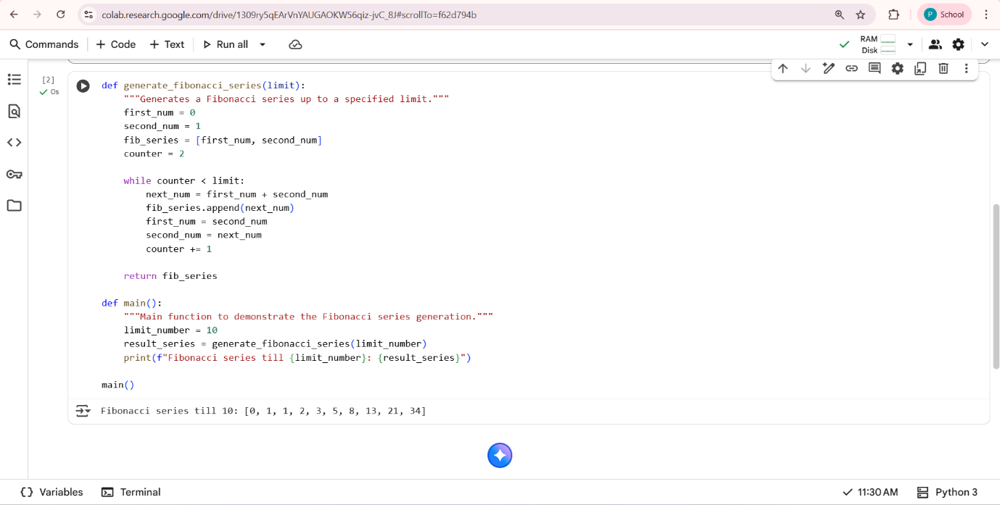 colab.research.google.com/drive/1309ry5qEArVnYAUGAOKW56qiz-jvC_8J#scrollTo=f62d794b
P School
Commands + Code + Text Run all
RAM
Disk
[2]
0s
def generate_fibonacci_series(limit):
    """Generates a Fibonacci series up to a specified limit."""
    first_num = 0
    second_num = 1
    fib_series = [first_num, second_num]
    counter = 2

    while counter < limit:
        next_num = first_num + second_num
        fib_series.append(next_num)
        first_num = second_num
        second_num = next_num
        counter += 1

    return fib_series

def main():
    """Main function to demonstrate the Fibonacci series generation."""
    limit_number = 10
    result_series = generate_fibonacci_series(limit_number)
    print(f"Fibonacci series till {limit_number}: {result_series}")

main()
Fibonacci series till 10: [0, 1, 1, 2, 3, 5, 8, 13, 21, 34]
{} Variables Terminal 11:30 AM Python 3